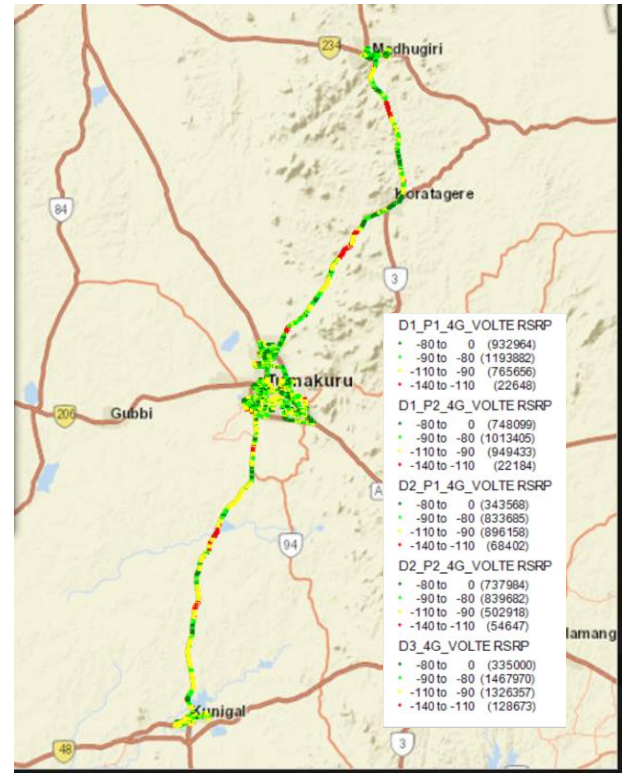 234
Madhugiri
84
Koratagere
3
Tumakuru
206
Gubbi
A
94
D1_P1_4G_VOLTE RSRP
-80 to 0 (932964)
-90 to -80 (1193882)
-110 to -90 (765656)
-140 to -110 (22648)
D1_P2_4G_VOLTE RSRP
-80 to 0 (748099)
-90 to -80 (1013405)
-110 to -90 (949433)
-140 to -110 (22184)
D2_P1_4G_VOLTE RSRP
-80 to 0 (343568)
-90 to -80 (833685)
-110 to -90 (896158)
-140 to -110 (68402)
D2_P2_4G_VOLTE RSRP
-80 to 0 (737984)
-90 to -80 (839682)
-110 to -90 (502918)
-140 to -110 (54647)
D3_4G_VOLTE RSRP
-80 to 0 (335000)
-90 to -80 (1467970)
-110 to -90 (1326357)
-140 to -110 (128673)
lamang
Kunigal
48
3